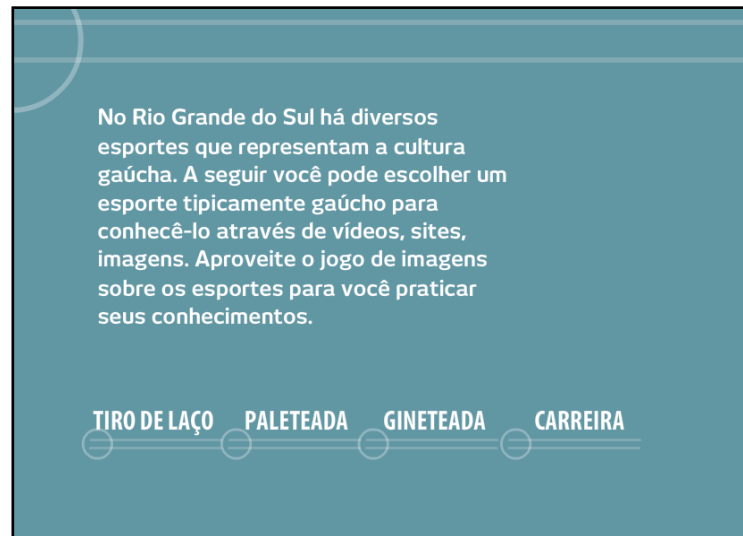 No Rio Grande do Sul há diversos
esportes que representam a cultura
gaúcha. A seguir você pode escolher um
esporte tipicamente gaúcho para
conhecê-lo através de vídeos, sites,
imagens. Aproveite o jogo de imagens
sobre os esportes para você praticar
seus conhecimentos.
TIRO DE LAÇO PALETEADA GINETEADA CARREIRA